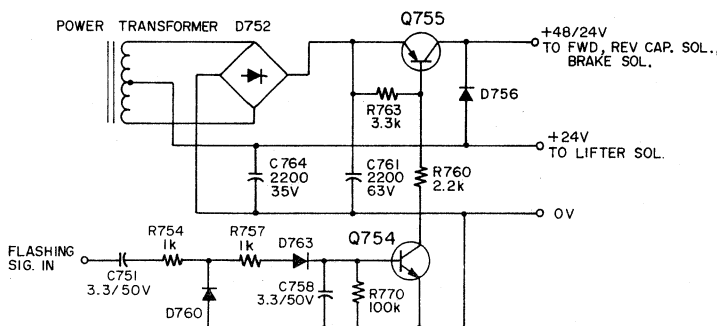 POWER TRANSFORMER D752
Q755
+48/24V
TO FWD, REV CAP. SOL.,
BRAKE SOL.
R763
3.3k
D756
+24V
TO LIFTER SOL.
C764
2200
35V
C761
2200
63V
R760
2.2k
0V
R754
1k
R757
1k
D763
Q754
FLASHING
SIG. IN
C751
3.3/50V
D760
C758
3.3/50V
R770
100k